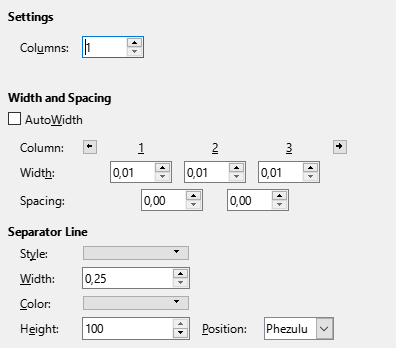 Settings
Columns: 1
Width and Spacing
AutoWidth
Column: 1 2 3
Width: 0,01 0,01 0,01
Spacing: 0,00 0,00
Separator Line
Style:
Width: 0,25
Color:
Height: 100 Position: Phezulu